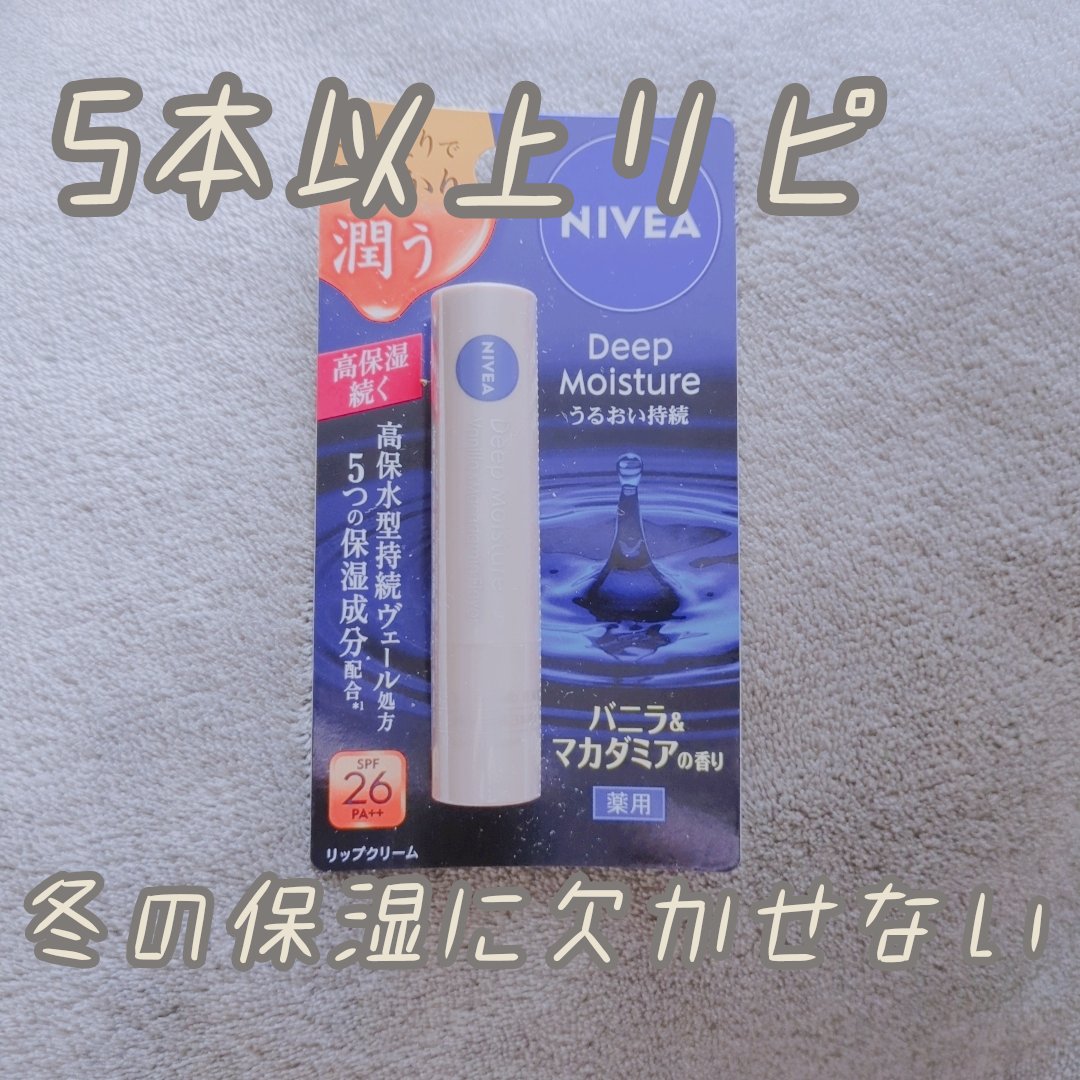 5本以上リピ
潤う
NIVEA
高保湿
続く
高保水型持続ヴェール処方
5つの保湿成分配合*1
NIVEA
Deep Moisture
Deep
Moisture
うるおい持続
バニラ&
マカダミアの香り
薬用
SPF
26
PA++
リップクリーム
冬の保湿に欠かせない